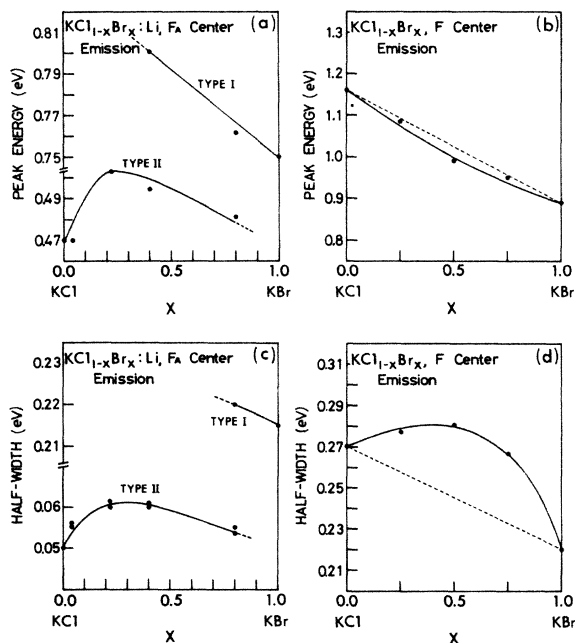 KCl1-xBrx: Li, FA Center (a)
Emission
PEAK ENERGY (eV)
0.81
0.79
0.77
0.75
0.49
0.47
TYPE I
TYPE II
0.0 0.5 1.0
KCl KBr
X
KCl1-xBrx, F Center (b)
Emission
PEAK ENERGY (eV)
1.3
1.2
1.1
1.0
0.9
0.8
0.0 0.5 1.0
KCl KBr
X
KCl1-xBrx: Li, FA Center (c)
Emission
HALF-WIDTH (eV)
0.23
0.22
0.21
0.06
0.05
TYPE I
TYPE II
0.0 0.5 1.0
KCl KBr
X
KCl1-xBrx, F Center (d)
Emission
HALF-WIDTH (eV)
0.31
0.29
0.27
0.25
0.23
0.21
0.0 0.5 1.0
KCl KBr
X